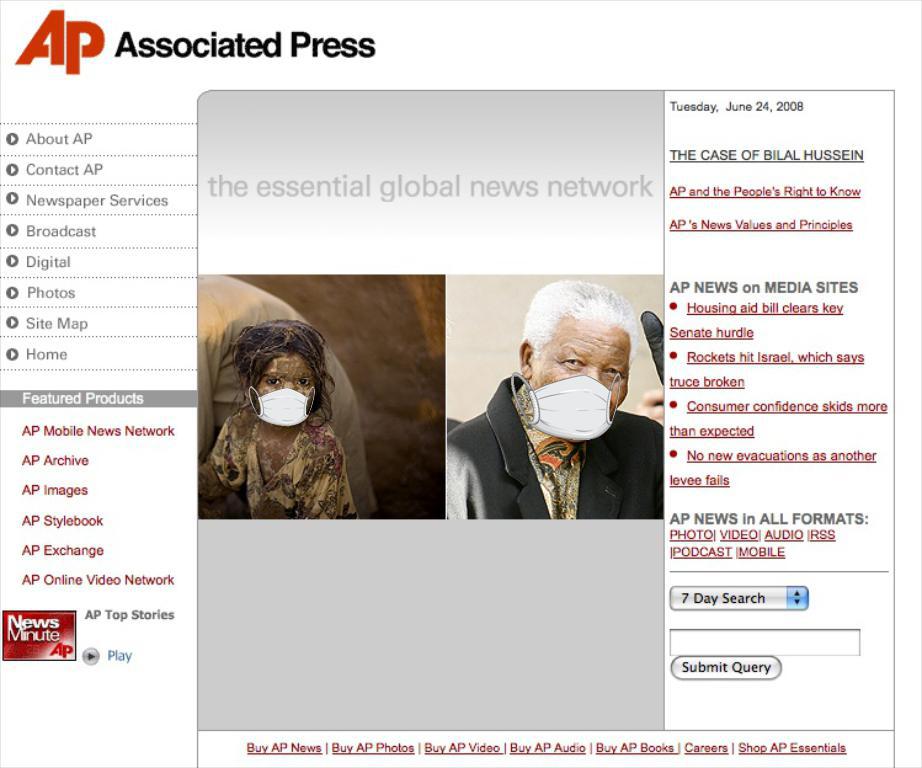 AP Associated Press
About AP
Contact AP
Newspaper Services
Broadcast
Digital
Photos
Site Map
Home
Featured Products
AP Mobile News Network
AP Archive
AP Images
AP Stylebook
AP Exchange
AP Online Video Network
News
Minute
AP
AP Top Stories
Play
the essential global news network
Tuesday, June 24, 2008
THE CASE OF BILAL HUSSEIN
AP and the People's Right to Know
AP 's News Values and Principles
AP NEWS on MEDIA SITES
• Housing aid bill clears key
Senate hurdle
• Rockets hit Israel, which says
truce broken
• Consumer confidence skids more
than expected
• No new evacuations as another
levee fails
AP NEWS in ALL FORMATS:
PHOTO| VIDEO| AUDIO |RSS
|PODCAST |MOBILE
7 Day Search
Submit Query
Buy AP News | Buy AP Photos | Buy AP Video | Buy AP Audio | Buy AP Books | Careers | Shop AP Essentials